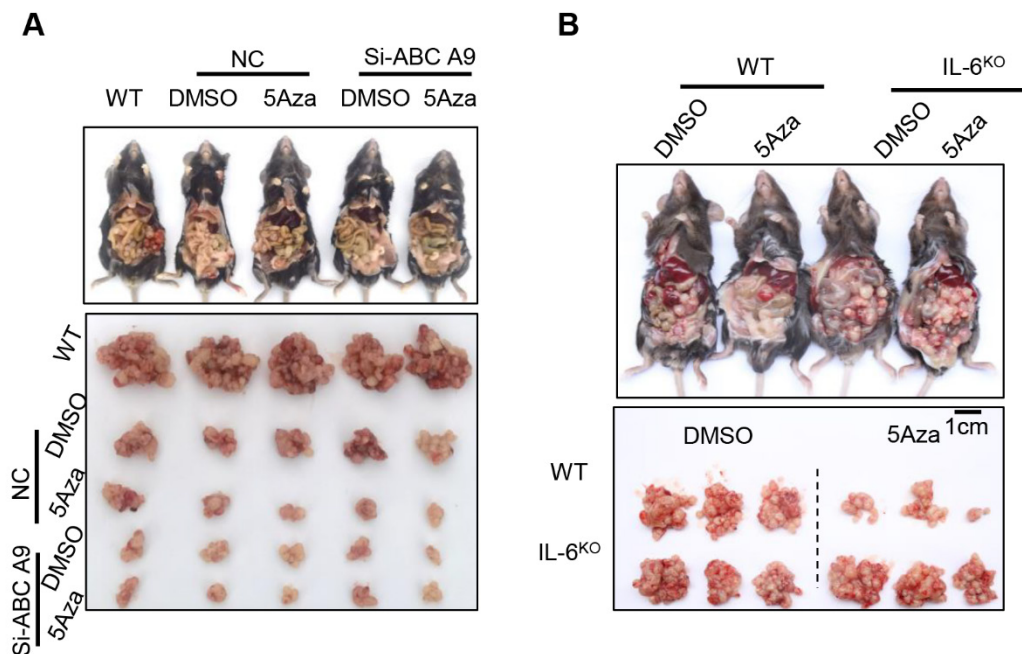 A
NC
Si-ABC A9
WT
DMSO
5Aza
DMSO
5Aza
WT
NC
DMSO
5Aza
Si-ABC A9
DMSO
5Aza
B
WT
IL-6KO
DMSO
5Aza
DMSO
5Aza
1cm
DMSO
5Aza
WT
IL-6KO